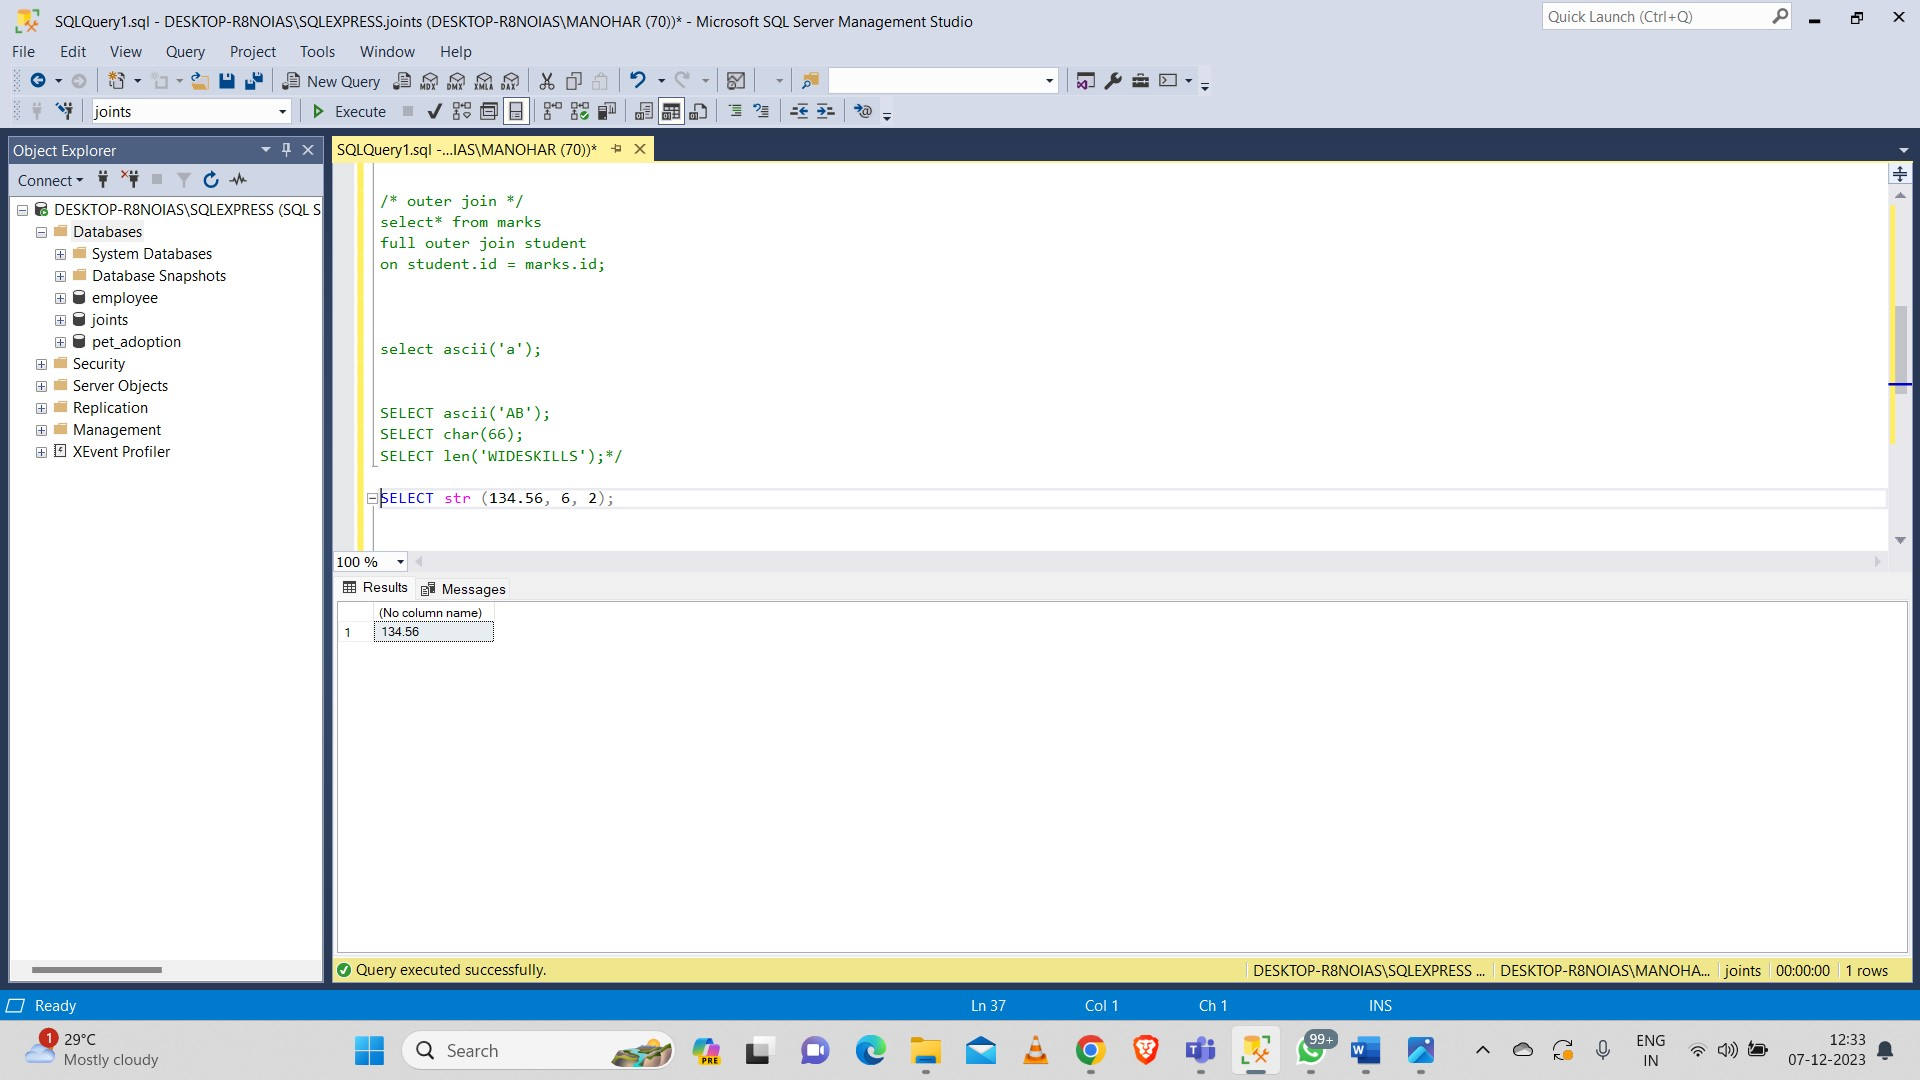 SQLQuery1.sql - DESKTOP-R8NOIAS\SQLEXPRESS.joints (DESKTOP-R8NOIAS\MANOHAR (70))* - Microsoft SQL Server Management Studio
Quick Launch (Ctrl+Q)
File Edit View Query Project Tools Window Help
New Query MDX DMX XMLA DAX
joints Execute
Object Explorer
SQLQuery1.sql -...IAS\MANOHAR (70))*
Connect
DESKTOP-R8NOIAS\SQLEXPRESS (SQL S
Databases
System Databases
Database Snapshots
employee
joints
pet_adoption
Security
Server Objects
Replication
Management
XEvent Profiler
/* outer join */
select* from marks
full outer join student
on student.id = marks.id;
select ascii('a');
SELECT ascii('AB');
SELECT char(66);
SELECT len('WIDESKILLS');*/
SELECT str (134.56, 6, 2);
100 %
Results Messages
(No column name)
1 134.56
Query executed successfully.
DESKTOP-R8NOIAS\SQLEXPRESS ... DESKTOP-R8NOIAS\MANOHA... joints 00:00:00 1 rows
Ready Ln 37 Col 1 Ch 1 INS
1 29°C
Mostly cloudy
Search
PRE
99+
ENG
IN
12:33
07-12-2023